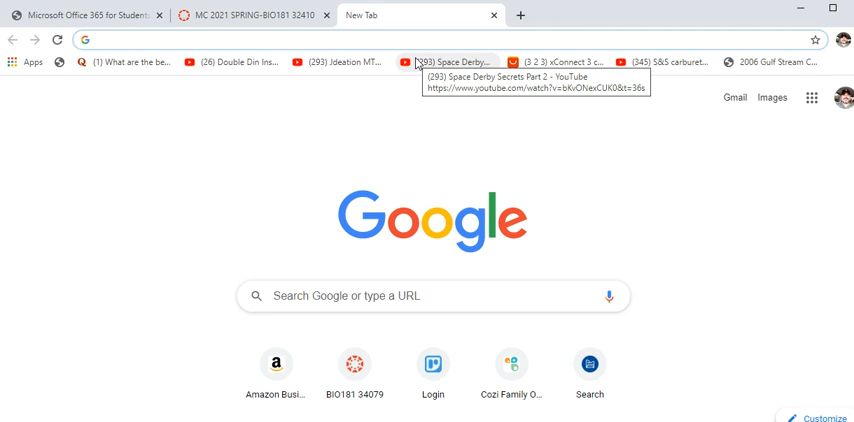 Microsoft Office 365 for Students
MC 2021 SPRING-BIO181 32410
New Tab
Apps
(1) What are the be...
(26) Double Din Ins...
(293) Jdeation MT...
(293) Space Derby...
(3 2 3) xConnect 3 c...
(345) S&S carburet...
2006 Gulf Stream C...
(293) Space Derby Secrets Part 2 - YouTube
https://www.youtube.com/watch?v=bKvONexCUK0&t=36s
Gmail
Images
Google
Search Google or type a URL
Amazon Busi...
BIO181 34079
Login
Cozi Family O...
Search
Customize